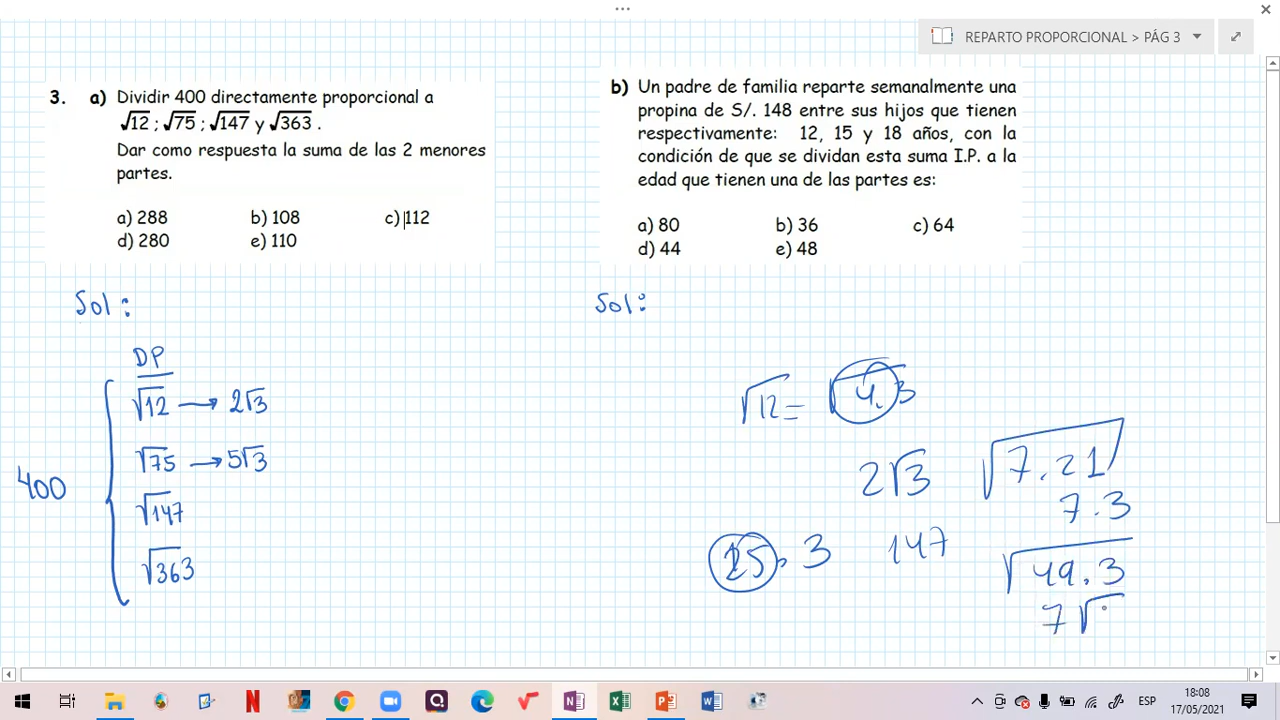 REPARTO PROPORCIONAL > PÁG 3
3. a) Dividir 400 directamente proporcional a
√12 ; √75 ; √147 y √363 .
Dar como respuesta la suma de las 2 menores
partes.
a) 288 b) 108 c) 112
d) 280 e) 110
Sol :
DP
√12 → 2√3
√75 → 5√3
400
√147
√363
b) Un padre de familia reparte semanalmente una
propina de S/. 148 entre sus hijos que tienen
respectivamente: 12, 15 y 18 años, con la
condición de que se dividan esta suma I.P. a la
edad que tienen una de las partes es:
a) 80 b) 36 c) 64
d) 44 e) 48
Sol :
√12 = √4.3
2√3
25. 3
147
√7.21
7.3
√49.3
7√
ESP
8:08
17/05/2021